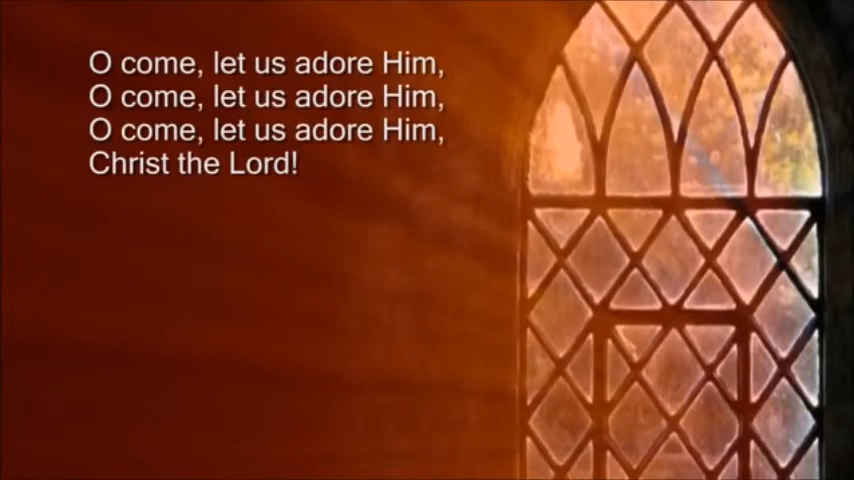 O come, let us adore Him,
O come, let us adore Him,
O come, let us adore Him,
Christ the Lord!